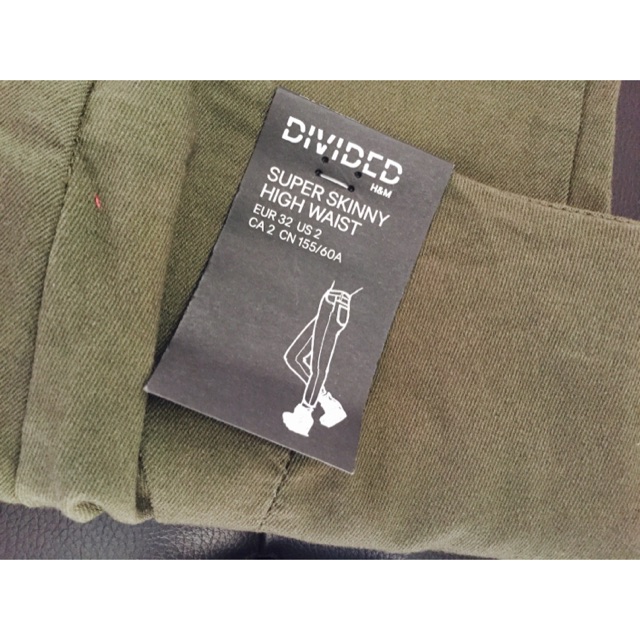 DIVIDED
H&M
SUPER SKINNY
HIGH WAIST
EUR 32 US 2
CA 2 CN 155/60A